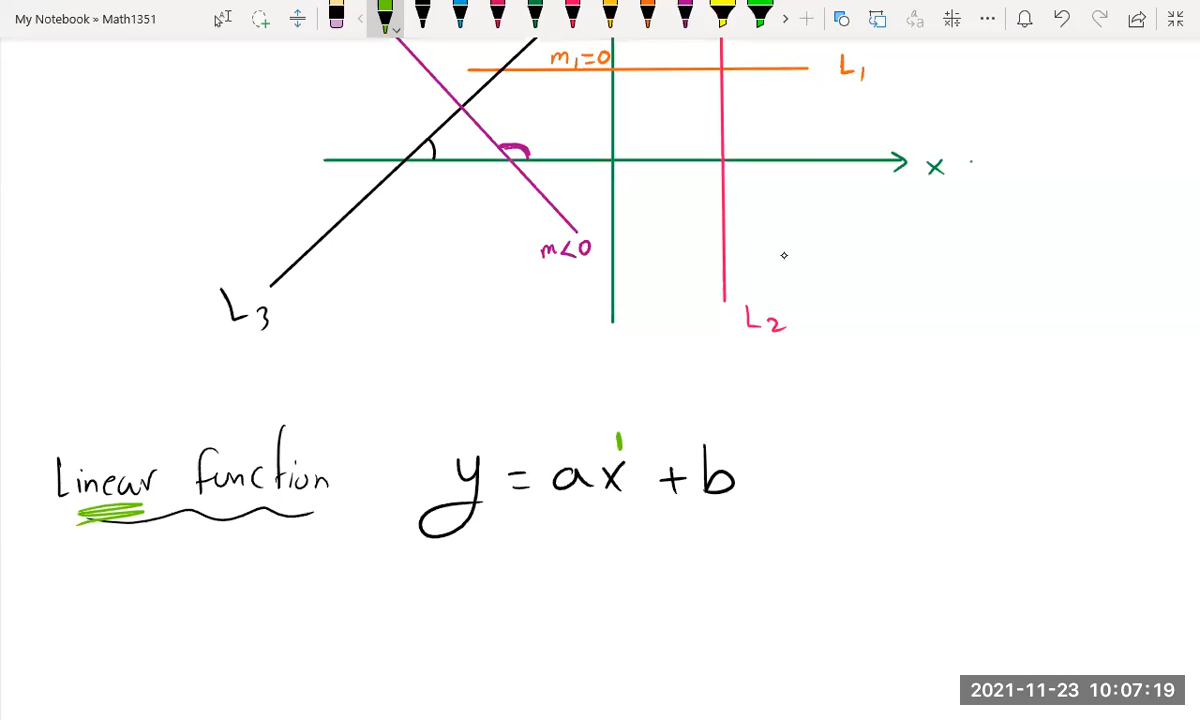 My Notebook » Math1351
m₁=0
L₁
x
m<0
L₃
L₂
Linear function y = ax¹ + b
2021-11-23 10:07:19